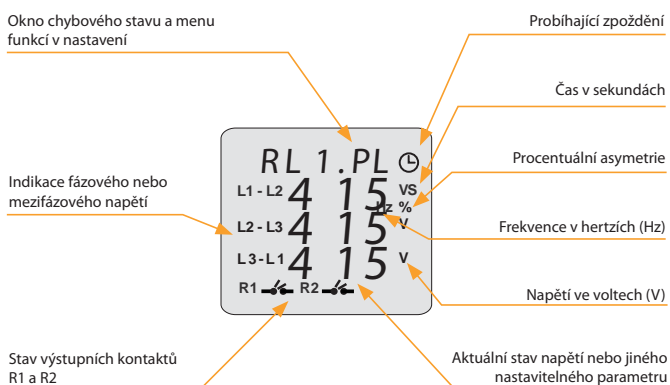 Okno chybového stavu a menu
funkcí v nastavení
Probíhající zpoždění
Čas v sekundách
Procentuální asymetrie
Indikace fázového nebo
mezifázového napětí
Frekvence v hertzích (Hz)
Napětí ve voltech (V)
Stav výstupních kontaktů
R1 a R2
Aktuální stav napětí nebo jiného
nastavitelného parametru
RL 1.PL
L1 - L2 415 VS
Hz %
L2 - L3 415 V
L3 - L1 415 V
R1 R2